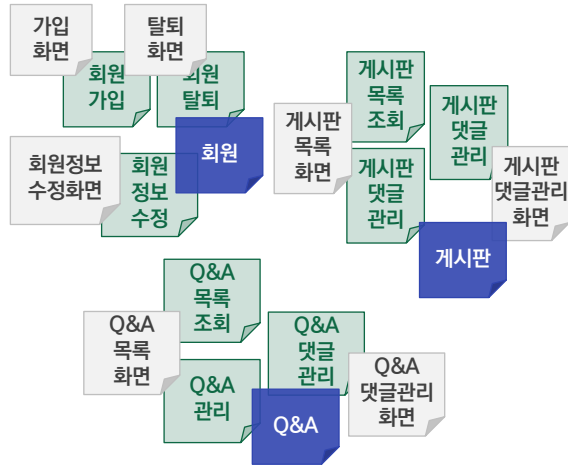 가입
화면
탈퇴
화면
회원
가입
회원
탈퇴
회원
회원정보
수정화면
회원
정보
수정
게시판
목록
조회
게시판
댓글
관리
게시판
목록
화면
게시판
댓글
관리
게시판
댓글관리
화면
게시판
Q&A
목록
조회
Q&A
목록
화면
Q&A
댓글
관리
Q&A
관리
Q&A
댓글관리
화면
Q&A